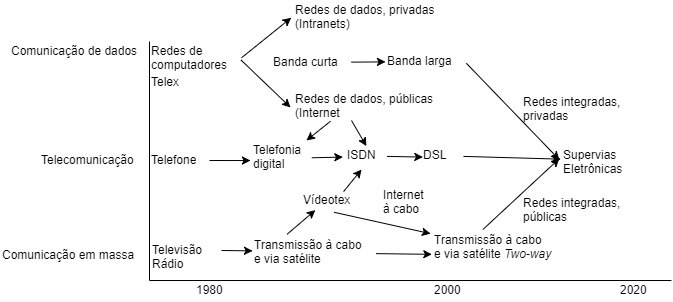 Redes de dados, privadas
(Intranets)
Comunicação de dados
Redes de
computadores
Telex
Banda curta
Banda larga
Redes de dados, públicas
(Internet
Redes integradas,
privadas
Telecomunicação
Telefone
Telefonia
digital
ISDN
DSL
Supervias
Eletrônicas
Vídeotex
Internet
à cabo
Redes integradas,
públicas
Comunicação em massa
Televisão
Rádio
Transmissão à cabo
e via satélite
Transmissão à cabo
e via satélite Two-way
1980
2000
2020